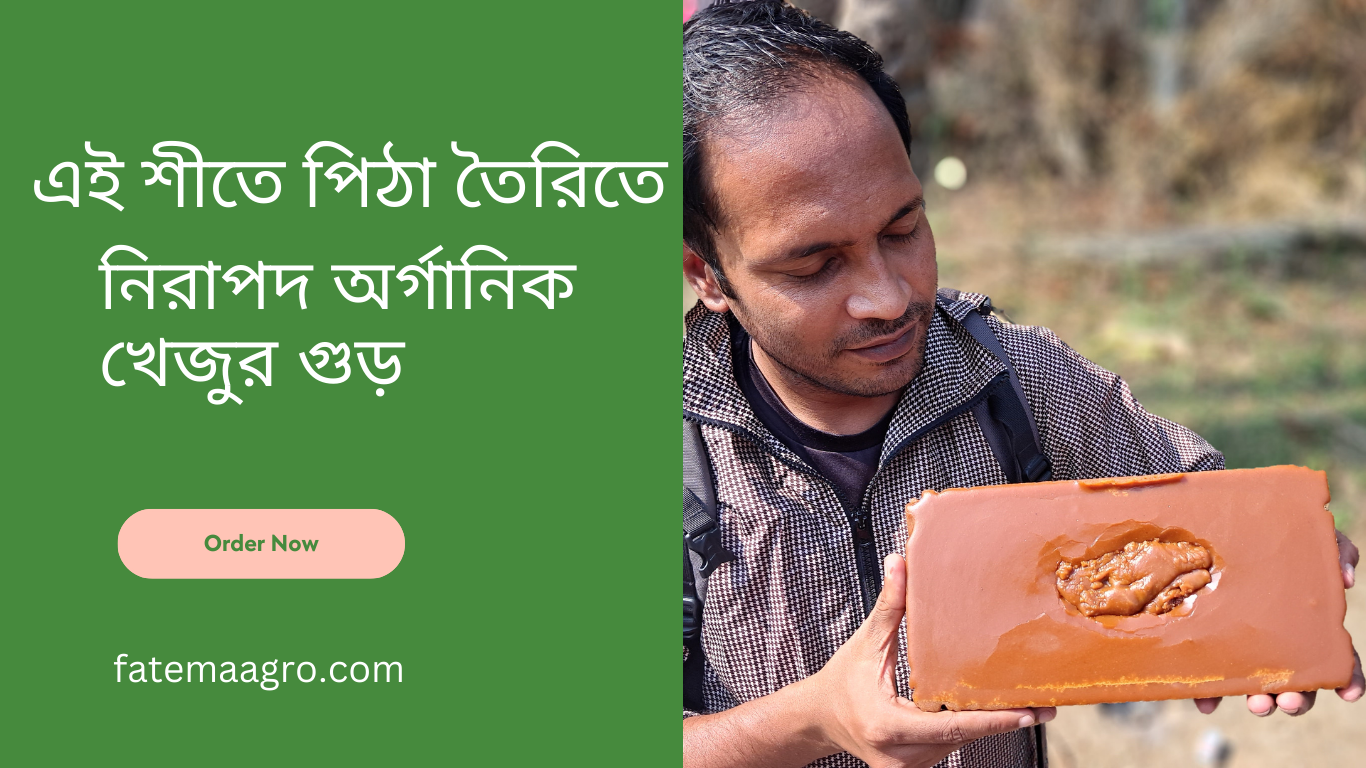 এই শীতে পিঠা তৈরিতে
নিরাপদ অর্গানিক
খেজুর গুড়
Order Now
fatemaagro.com